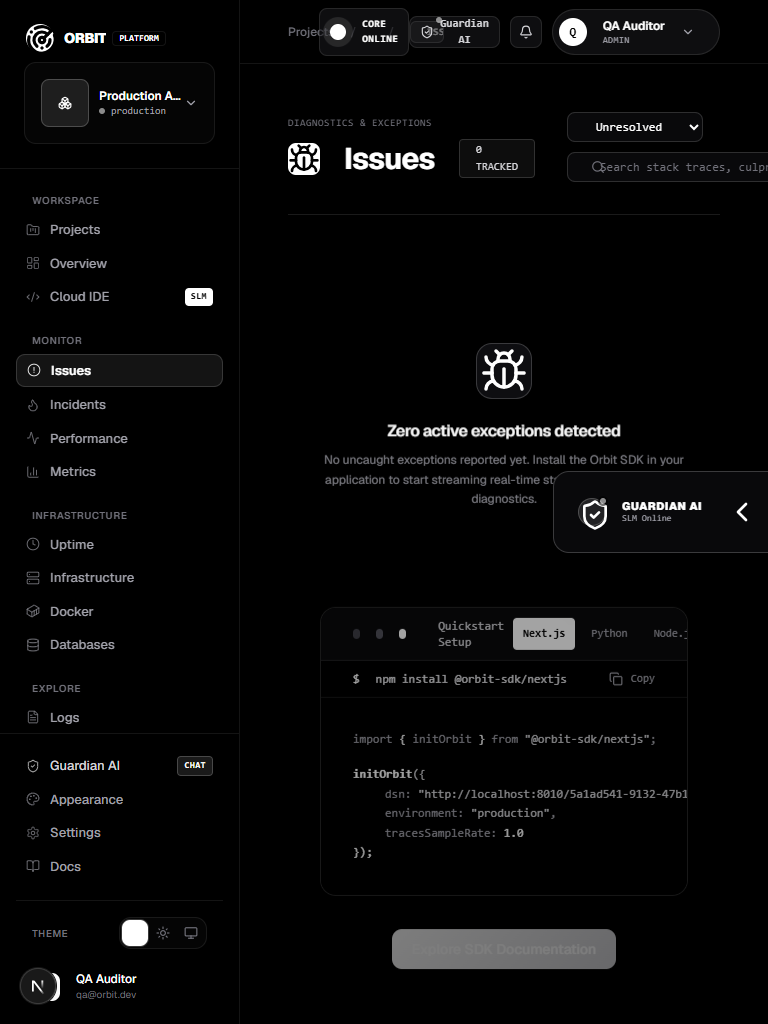 ORBIT PLATFORM
Production A...
production
WORKSPACE
Projects
Overview
Cloud IDE SLM
MONITOR
Issues
Incidents
Performance
Metrics
INFRASTRUCTURE
Uptime
Infrastructure
Docker
Databases
EXPLORE
Logs
Guardian AI CHAT
Appearance
Settings
Docs
THEME
N
QA Auditor
qa@orbit.dev
CORE
ONLINE
Guardian
AI
Q
QA Auditor
ADMIN
DIAGNOSTICS & EXCEPTIONS
Issues
0
TRACKED
Unresolved
Search stack traces, culpr
Zero active exceptions detected
No uncaught exceptions reported yet. Install the Orbit SDK in your
application to start streaming real-time
diagnostics.
GUARDIAN AI
SLM Online
Quickstart
Setup
Next.js Python Node.j
$ npm install @orbit-sdk/nextjs Copy
import { initOrbit } from "@orbit-sdk/nextjs";
initOrbit({
dsn: "http://localhost:8010/5a1ad541-9132-47b1
environment: "production",
tracesSampleRate: 1.0
});
Explore SDK Documentation